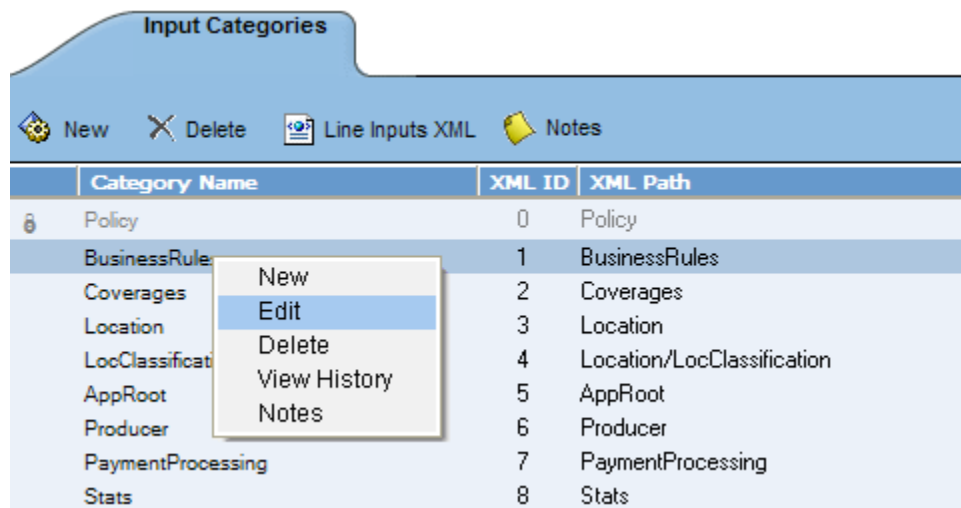 Input Categories
New Delete Line Inputs XML Notes
Category Name XML ID XML Path
Policy 0 Policy
BusinessRule 1 BusinessRules
New
Coverages 2 Coverages
Edit
Location 3 Location
Delete
LocClassificati 4 Location/LocClassification
View History
AppRoot 5 AppRoot
Notes
Producer 6 Producer
PaymentProcessing 7 PaymentProcessing
Stats 8 Stats